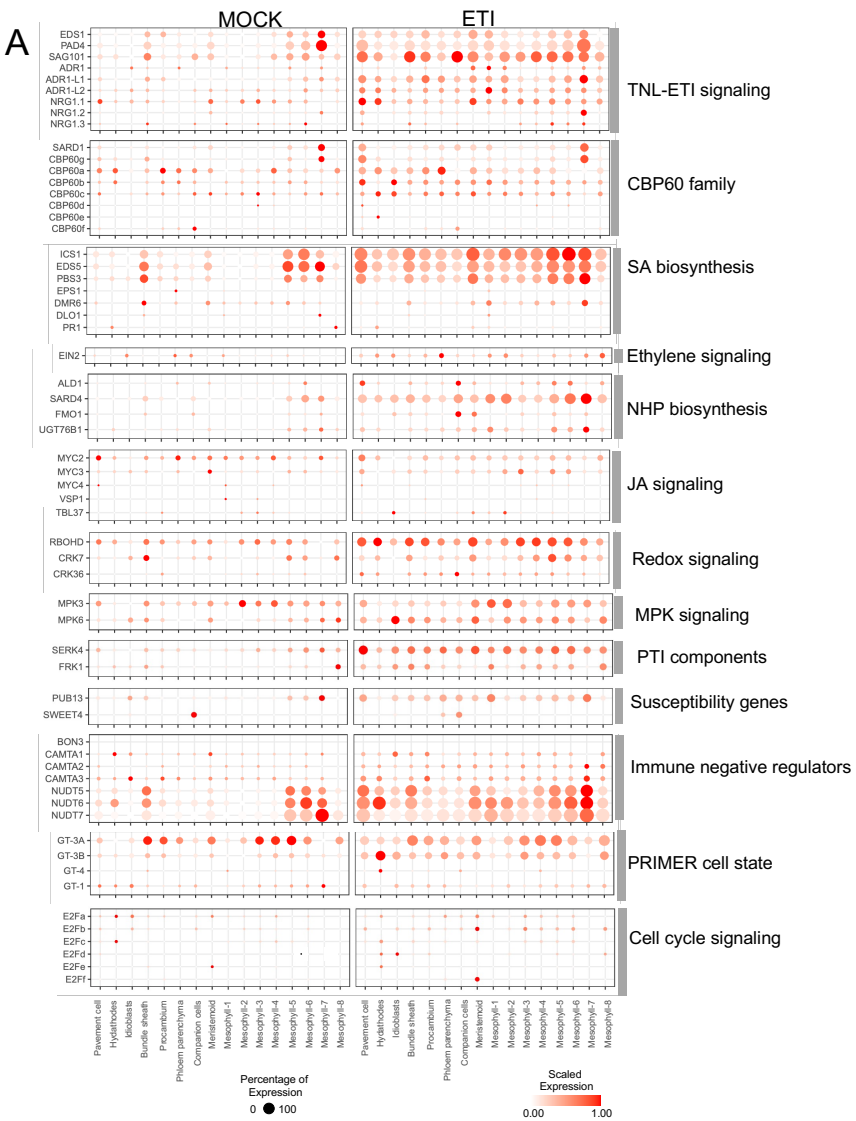 A
MOCK
ETI
EDS1
PAD4
SAG101
ADR1
ADR1-L1
ADR1-L2
NRG1.1
NRG1.2
NRG1.3
TNL-ETI signaling
SARD1
CBP60g
CBP60a
CBP60b
CBP60c
CBP60d
CBP60e
CBP60f
CBP60 family
ICS1
EDS5
PBS3
EPS1
DMR6
DLO1
PR1
SA biosynthesis
EIN2
Ethylene signaling
ALD1
SARD4
FMO1
UGT76B1
NHP biosynthesis
MYC2
MYC3
MYC4
VSP1
TBL37
JA signaling
RBOHD
CRK7
CRK36
Redox signaling
MPK3
MPK6
MPK signaling
SERK4
FRK1
PTI components
PUB13
SWEET4
Susceptibility genes
BON3
CAMTA1
CAMTA2
CAMTA3
NUDT5
NUDT6
NUDT7
Immune negative regulators
GT-3A
GT-3B
GT-4
GT-1
PRIMER cell state
E2Fa
E2Fb
E2Fc
E2Fd
E2Fe
E2Ff
Cell cycle signaling
Pavement cell
Hydathodes
Idioblasts
Bundle sheath
Procambium
Phloem parenchyma
Companion cells
Meristemoid
Mesophyll-1
Mesophyll-2
Mesophyll-3
Mesophyll-4
Mesophyll-5
Mesophyll-6
Mesophyll-7
Mesophyll-8
Pavement cell
Hydathodes
Idioblasts
Bundle sheath
Procambium
Phloem parenchyma
Companion cells
Meristemoid
Mesophyll-1
Mesophyll-2
Mesophyll-3
Mesophyll-4
Mesophyll-5
Mesophyll-6
Mesophyll-7
Mesophyll-8
Percentage of
Expression
0 100
Scaled
Expression
0.00 1.00